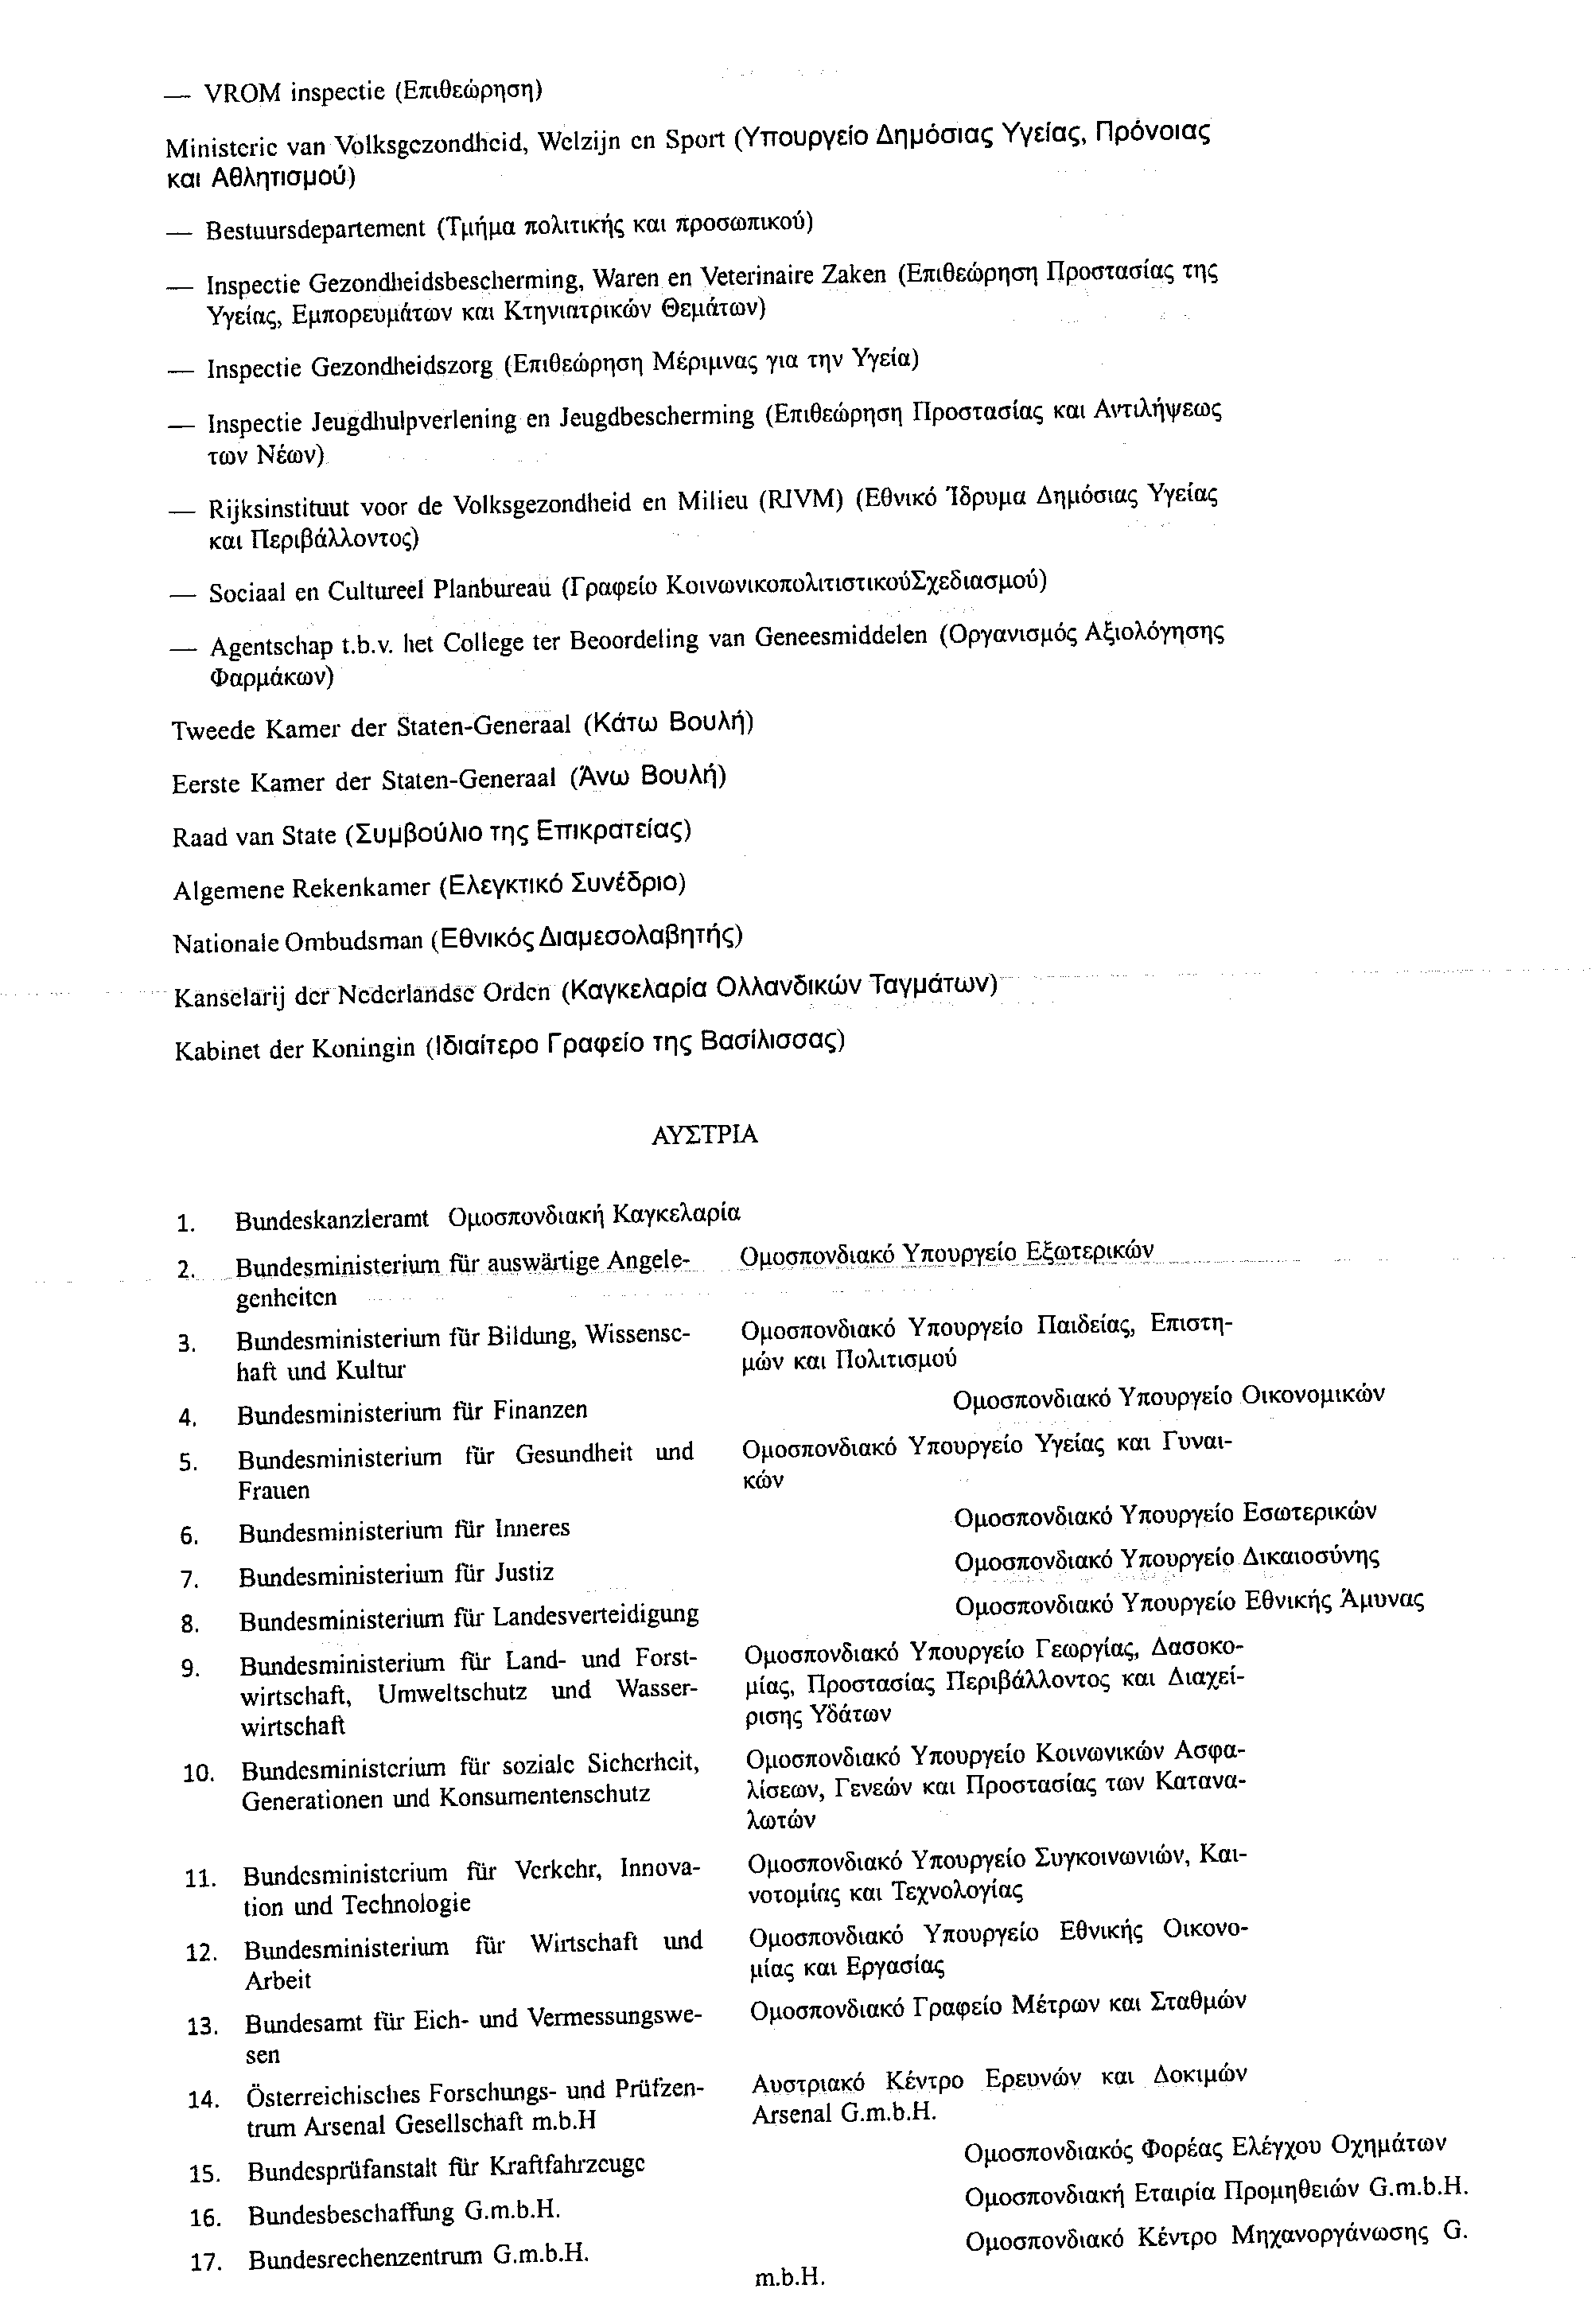 — VROM inspectie (Επιθεώρηση)
Ministerie van Volksgezondheid, Welzijn en Sport (Υπουργείο Δημόσιας Υγείας, Πρόνοιας
και Αθλητισμού)
— Bestuursdepartement (Τμήμα πολιτικής και προσωπικού)
— Inspectie Gezondheidsbescherming, Waren en Veterinaire Zaken (Επιθεώρηση Προστασίας της
Υγείας, Εμπορευμάτων και Κτηνιατρικών Θεμάτων)
— Inspectie Gezondheidszorg (Επιθεώρηση Μέριμνας για την Υγεία)
— Inspectie Jeugdhulpverlening en Jeugdbescherming (Επιθεώρηση Προστασίας και Αντιλήψεως
των Νέων)
— Rijksinstituut voor de Volksgezondheid en Milieu (RIVM) (Εθνικό Ίδρυμα Δημόσιας Υγείας
και Περιβάλλοντος)
— Sociaal en Cultureel Planbureau (Γραφείο ΚοινωνικοπολιτιστικούΣχεδιασμού)
— Agentschap t.b.v. het College ter Beoordeling van Geneesmiddelen (Οργανισμός Αξιολόγησης
Φαρμάκων)
Tweede Kamer der Staten-Generaal (Κάτω Βουλή)
Eerste Kamer der Staten-Generaal (Άνω Βουλή)
Raad van State (Συμβούλιο της Επικρατείας)
Algemene Rekenkamer (Ελεγκτικό Συνέδριο)
Nationale Ombudsman (Εθνικός Διαμεσολαβητής)
Kanselarij der Nederlandse Orden (Καγκελαρία Ολλανδικών Ταγμάτων)
Kabinet der Koningin (Ιδιαίτερο Γραφείο της Βασίλισσας)
ΑΥΣΤΡΙΑ
1. Bundeskanzleramt Ομοσπονδιακή Καγκελαρία
2. Bundesministerium für auswärtige Angele- Ομοσπονδιακό Υπουργείο Εξωτερικών
genheiten
3. Bundesministerium für Bildung, Wissensc- Ομοσπονδιακό Υπουργείο Παιδείας, Επιστη-
haft und Kultur μών και Πολιτισμού
4. Bundesministerium für Finanzen Ομοσπονδιακό Υπουργείο Οικονομικών
5. Bundesministerium für Gesundheit und Ομοσπονδιακό Υπουργείο Υγείας και Γυναι-
Frauen κών
6. Bundesministerium für Inneres Ομοσπονδιακό Υπουργείο Εσωτερικών
7. Bundesministerium für Justiz Ομοσπονδιακό Υπουργείο Δικαιοσύνης
8. Bundesministerium für Landesverteidigung Ομοσπονδιακό Υπουργείο Εθνικής Άμυνας
9. Bundesministerium für Land- und Forst- Ομοσπονδιακό Υπουργείο Γεωργίας, Δασοκο-
wirtschaft, Umweltschutz und Wasser- μίας, Προστασίας Περιβάλλοντος και Διαχεί-
wirtschaft ρισης Υδάτων
10. Bundesministerium für soziale Sicherheit, Ομοσπονδιακό Υπουργείο Κοινωνικών Ασφα-
Generationen und Konsumentenschutz λίσεων, Γενεών και Προστασίας των Κατανα-
λωτών
11. Bundesministerium für Verkehr, Innova- Ομοσπονδιακό Υπουργείο Συγκοινωνιών, Και-
tion und Technologie νοτομίας και Τεχνολογίας
12. Bundesministerium für Wirtschaft und Ομοσπονδιακό Υπουργείο Εθνικής Οικονο-
Arbeit μίας και Εργασίας
13. Bundesamt für Eich- und Vermessungswe- Ομοσπονδιακό Γραφείο Μέτρων και Σταθμών
sen
14. Österreichisches Forschungs- und Prüfzen- Αυστριακό Κέντρο Ερευνών και Δοκιμών
trum Arsenal Gesellschaft m.b.H Arsenal G.m.b.H.
15. Bundesprüfanstalt für Kraftfahrzeuge Ομοσπονδιακός Φορέας Ελέγχου Οχημάτων
16. Bundesbeschaffung G.m.b.H. Ομοσπονδιακή Εταιρία Προμηθειών G.m.b.H.
17. Bundesrechenzentrum G.m.b.H. Ομοσπονδιακό Κέντρο Μηχανοργάνωσης G.
m.b.H.